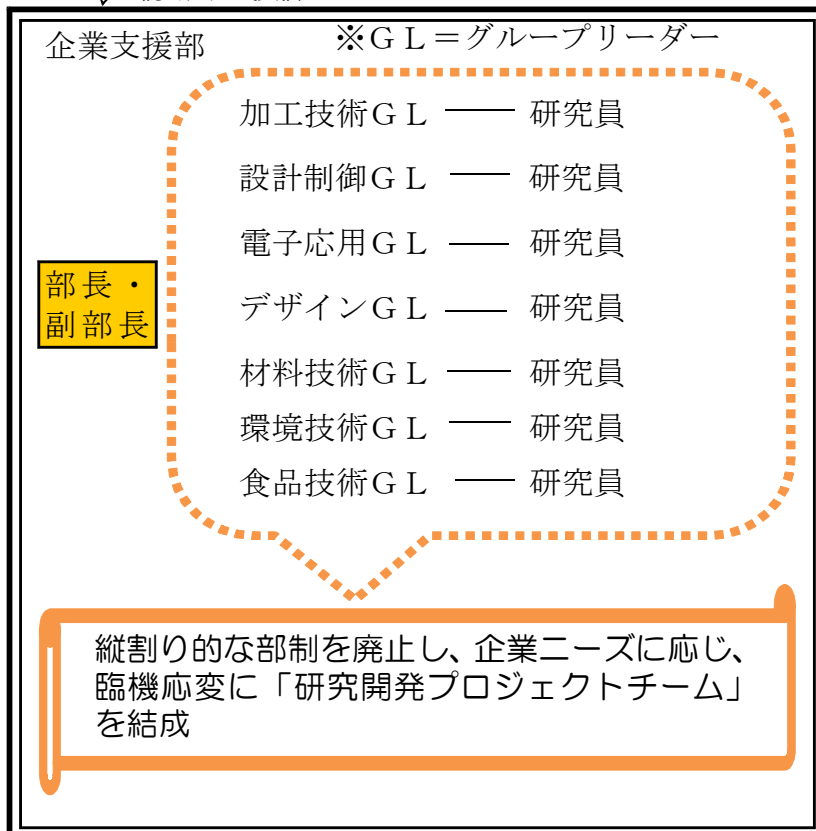 企業支援部
※GL=グループリーダー
加工技術GL ── 研究員
設計制御GL ── 研究員
電子応用GL ── 研究員
部長・
副部長
デザインGL ── 研究員
材料技術GL ── 研究員
環境技術GL ── 研究員
食品技術GL ── 研究員
縦割り的な部制を廃止し、企業ニーズに応じ、
臨機応変に「研究開発プロジェクトチーム」
を結成